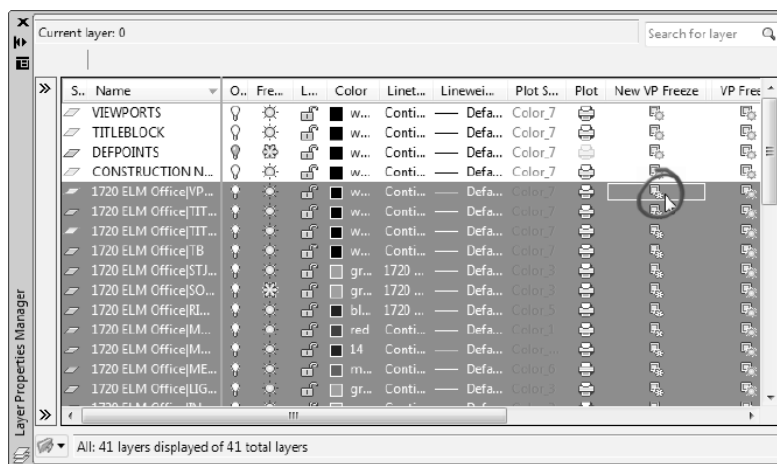 Current layer: 0
Search for layer
S.. Name O.. Fre... L... Color Linet... Linewei... Plot S... Plot New VP Freeze VP Free
VIEWPORTS w... Conti... Defa... Color_7
TITLEBLOCK w... Conti... Defa... Color_7
DEFPOINTS w... Conti... Defa... Color_7
CONSTRUCTION N... w... Conti... Defa... Color_7
1720 ELM Office|VP... w... Conti... Defa... Color_7
1720 ELM Office|TIT... w... Conti... Defa... Color_7
1720 ELM Office|TIT... w... Conti... Defa... Color_7
1720 ELM Office|TB w... Conti... Defa... Color_7
1720 ELM Office|STJ... gr... 1720 ... Defa... Color_3
1720 ELM Office|SO... gr... 1720 ... Defa... Color_3
1720 ELM Office|RI... bl... 1720 ... Defa... Color_5
1720 ELM Office|M... red Conti... Defa... Color_1
1720 ELM Office|M... 14 Conti... Defa... Color_...
1720 ELM Office|ME... m... Conti... Defa... Color_6
1720 ELM Office|LIG... gr... Conti... Defa... Color_3
Layer Properties Manager
All: 41 layers displayed of 41 total layers